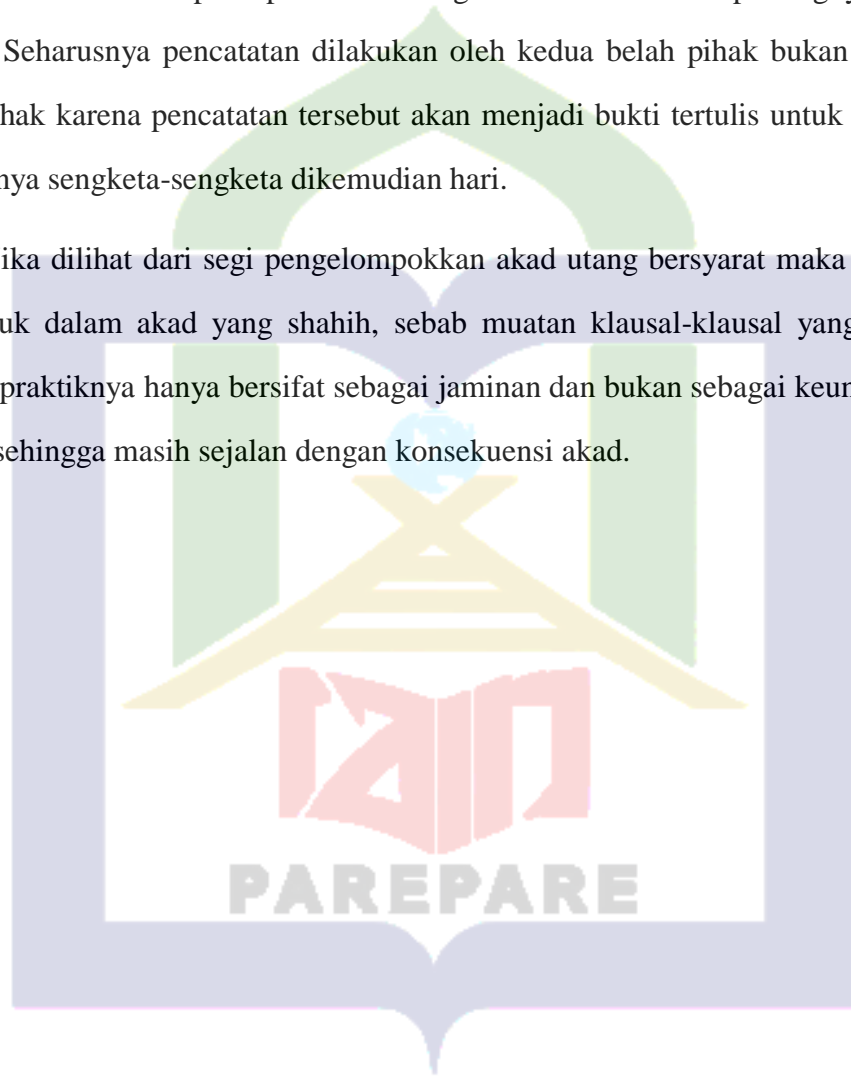 Seharusnya pencatatan dilakukan oleh kedua belah pihak bukan
hak karena pencatatan tersebut akan menjadi bukti tertulis untuk
nya sengketa-sengketa dikemudian hari.
ika dilihat dari segi pengelompokkan akad utang bersyarat maka
uk dalam akad yang shahih, sebab muatan klausal-klausal yang
praktiknya hanya bersifat sebagai jaminan dan bukan sebagai keun
sehingga masih sejalan dengan konsekuensi akad.
iain
PAREPARE